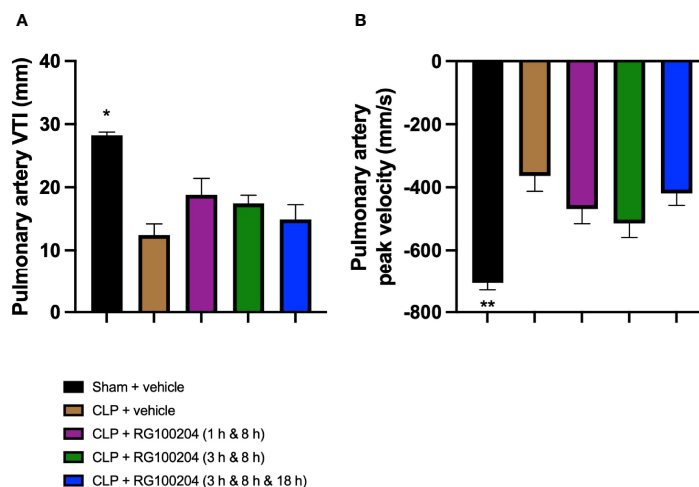 A
B
Pulmonary artery VTI (mm)
40
30
20
10
0
*
Pulmonary artery
peak velocity (mm/s)
0
-200
-400
-600
-800
**
Sham + vehicle
CLP + vehicle
CLP + RG100204 (1 h & 8 h)
CLP + RG100204 (3 h & 8 h)
CLP + RG100204 (3 h & 8 h & 18 h)